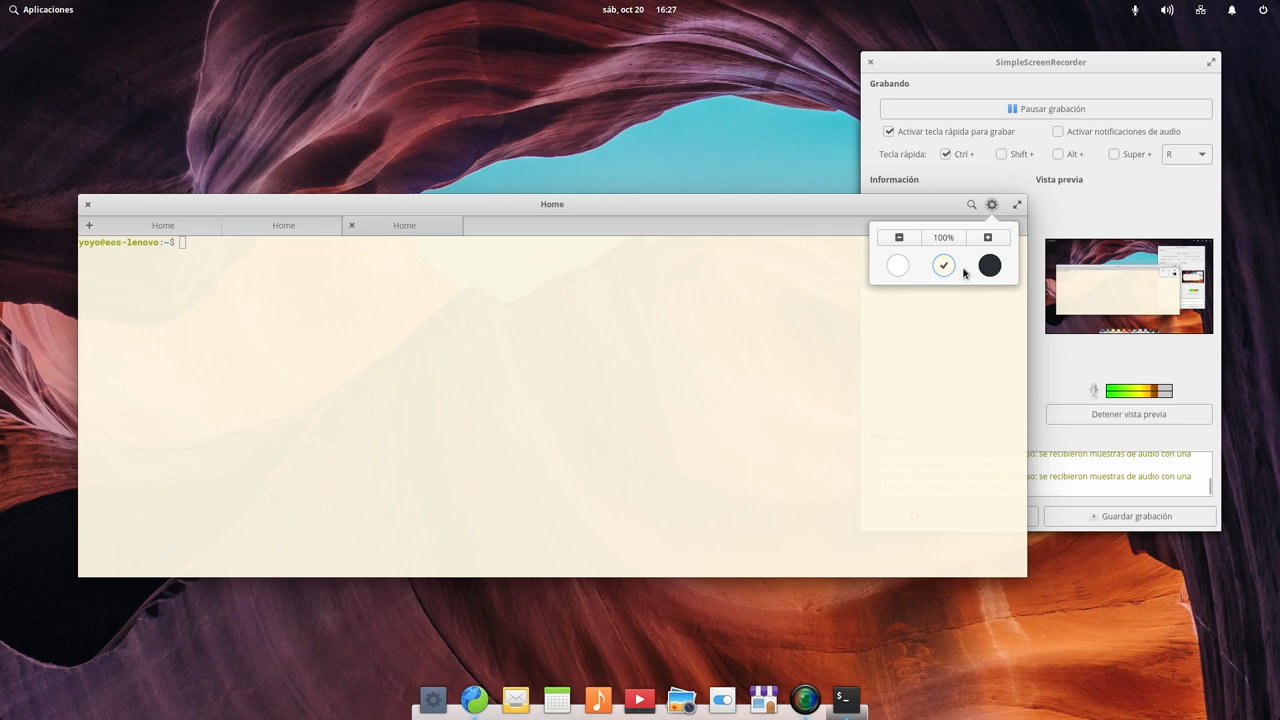 Aplicaciones
sáb, oct 20 16:27
SimpleScreenRecorder
Grabando
Pausar grabación
Activar tecla rápida para grabar
Activar notificaciones de audio
Tecla rápida:
Ctrl +
Shift +
Alt +
Super +
R
Información
Vista previa
Home
Home
Home
Home
100%
yoyo@eos-lenovo:~$
Detener vista previa
so: se recibieron muestras de audio con una
so: se recibieron muestras de audio con una
Guardar grabación
$_